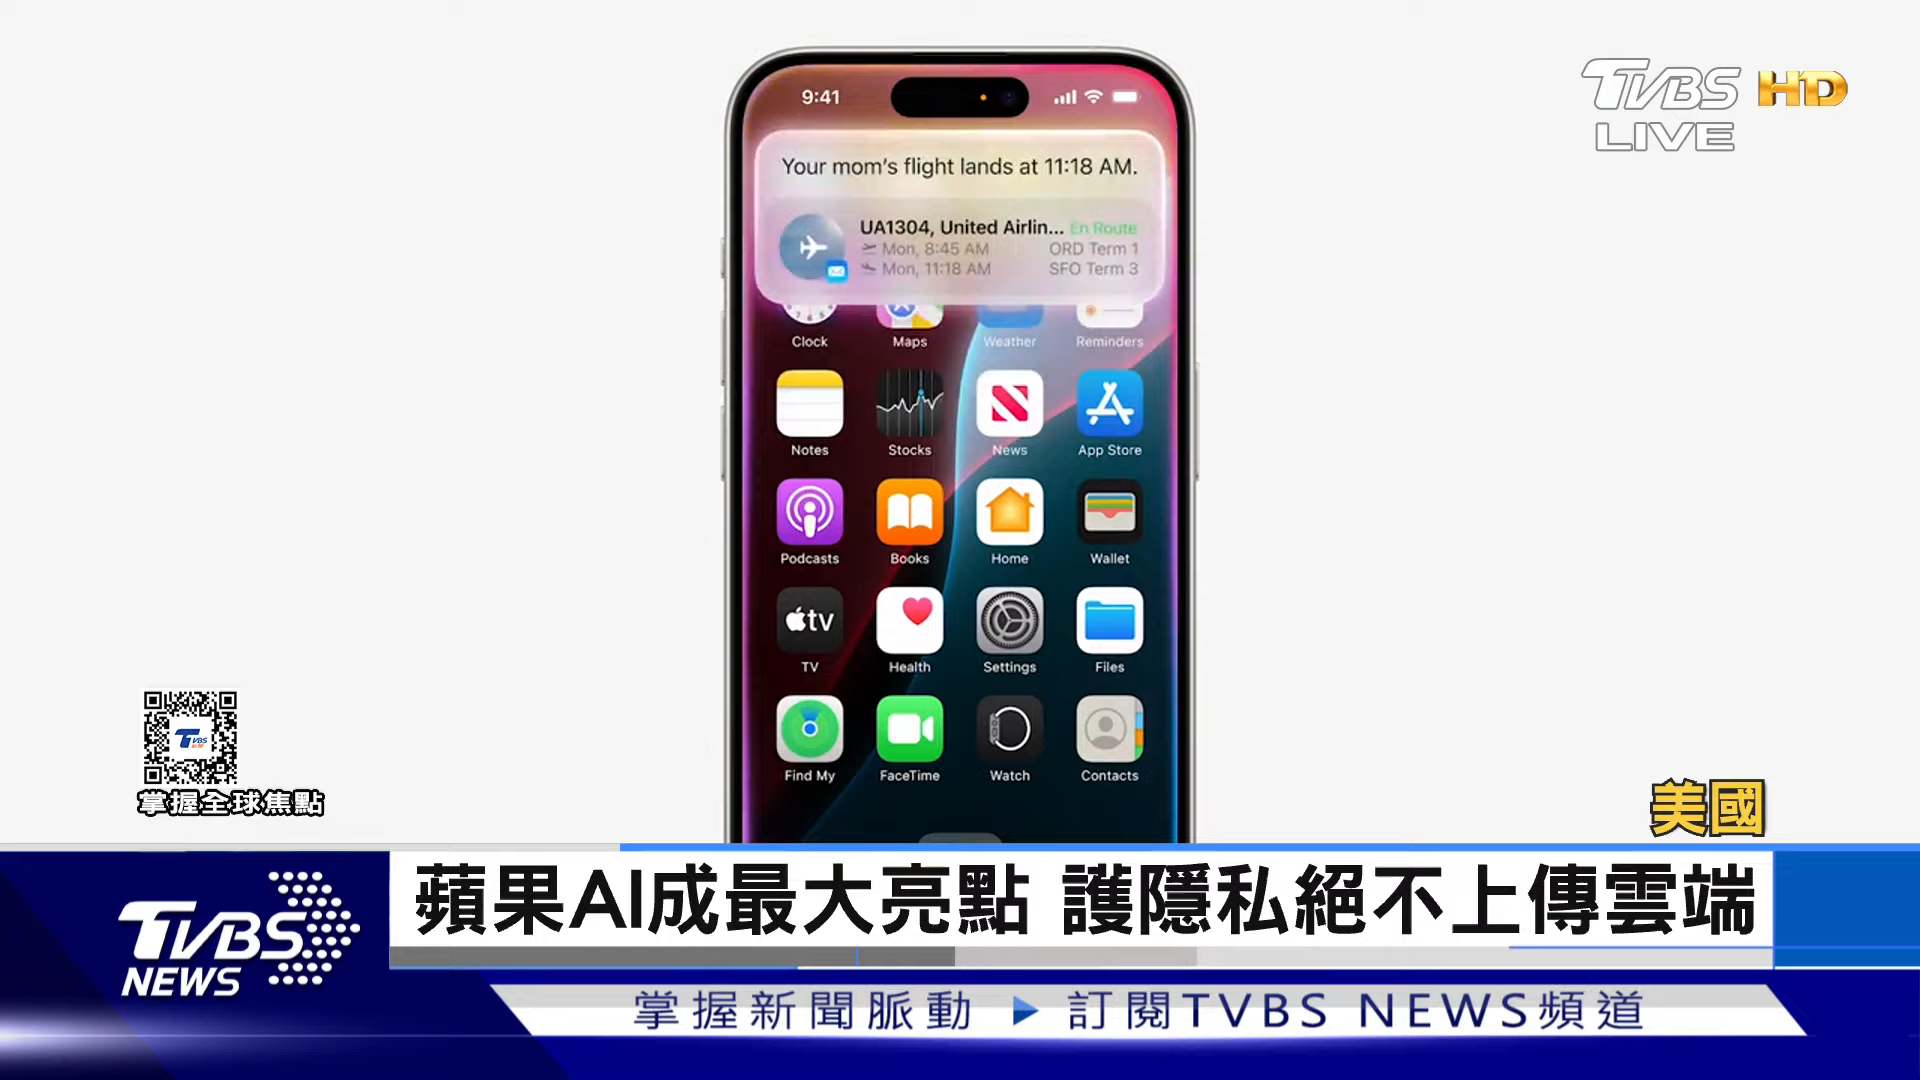 TVBS HD
LIVE
9:41
Your mom's flight lands at 11:18 AM.
UA1304, United Airlin... En Route
Mon, 8:45 AM ORD Term 1
Mon, 11:18 AM SFO Term 3
Clock Maps Weather Reminders
Notes Stocks News App Store
Podcasts Books Home Wallet
tv
TV Health Settings Files
Find My FaceTime Watch Contacts
TVBS
新聞
掌握全球焦點
美國
蘋果AI成最大亮點 護隱私絕不上傳雲端
TVBS
NEWS
掌握新聞脈動 ▶ 訂閱TVBS NEWS頻道